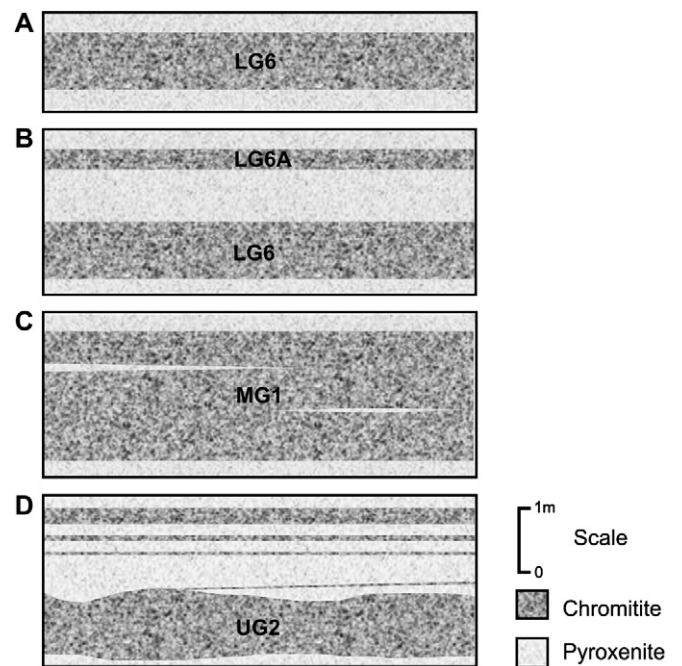 A
LG6
B
LG6A
LG6
C
MG1
D
UG2
1m
Scale
0
Chromitite
Pyroxenite